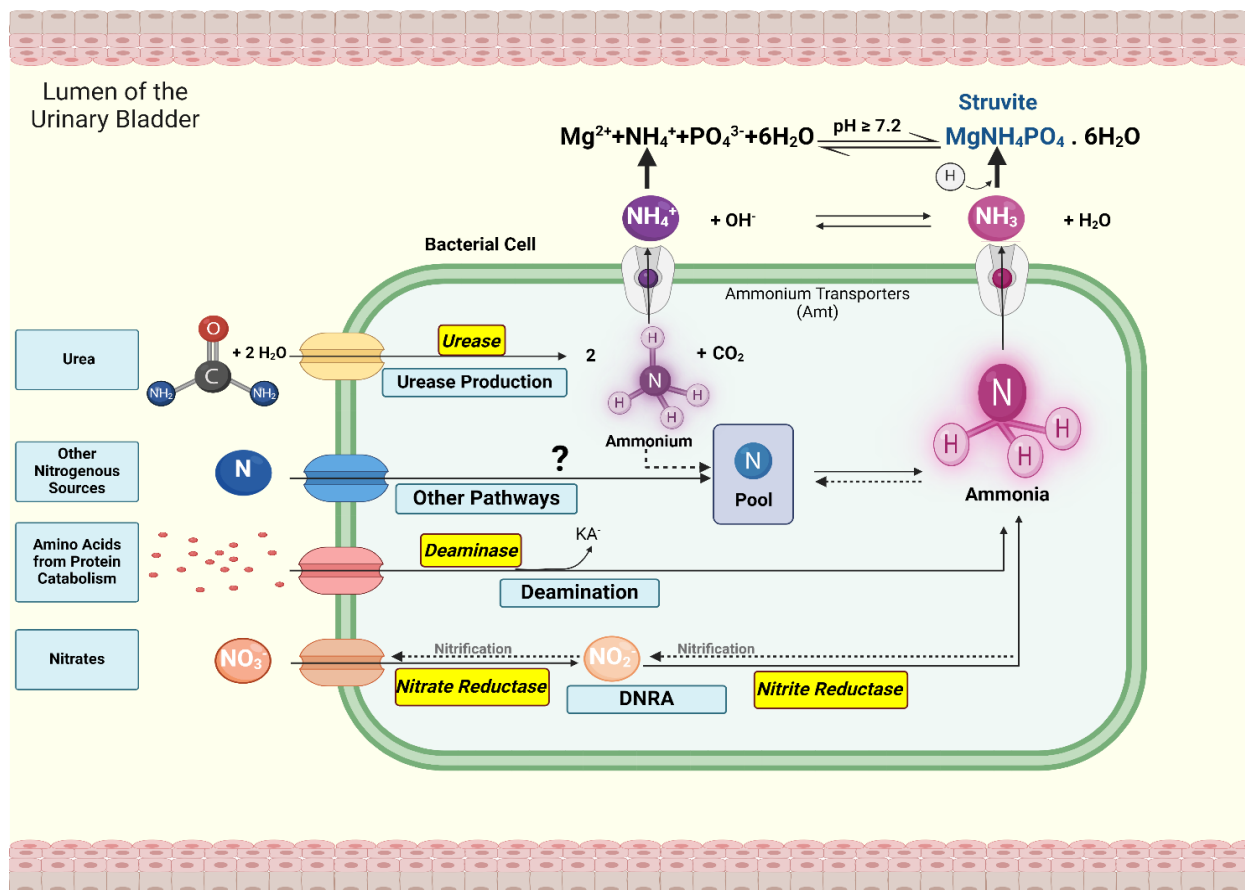 Lumen of the
Urinary Bladder
Struvite
Mg²⁺+NH₄⁺+PO₄³⁻+6H₂O
pH ≥ 7.2
MgNH₄PO₄ . 6H₂O
H
NH₄⁺
+ OH⁻
NH₃
+ H₂O
Bacterial Cell
Ammonium Transporters
(Amt)
Urea
O
C
NH₂
NH₂
+ 2 H₂O
Urease
Urease Production
2
H
N
H
H
H
+ CO₂
Ammonium
N
H
H
H
Ammonia
Other
Nitrogenous
Sources
N
?
Other Pathways
N
Pool
Amino Acids
from Protein
Catabolism
Deaminase
KA⁻
Deamination
Nitrates
NO₃⁻
Nitrification
Nitrate Reductase
NO₂⁻
DNRA
Nitrification
Nitrite Reductase